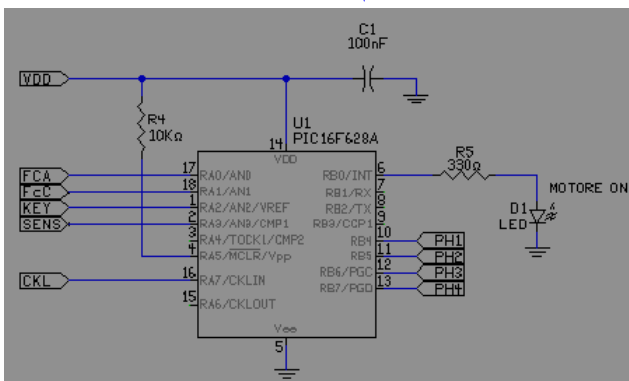 C1
100nF
VDD
R4
10KΩ
U1
PIC16F628A
14
VDD
R5
330Ω
FCA
17
RA0/AN0
RB0/INT
6
FcC
18
RA1/AN1
RB1/RX
7
KEY
1
RA2/AN2/VREF
RB2/TX
8
SENS
2
RA3/AN3/CMP1
RB3/CCP1
9
3
RA4/TOCK1/CMP2
RB4
10
PH1
4
RA5/MCLR/Vpp
RB5
11
PH2
CKL
16
RA7/CKLIN
RB6/PGC
12
PH3
RB7/PGD
13
PH4
15
RA6/CKLOUT
Vss
5
MOTORE ON
D1
LED